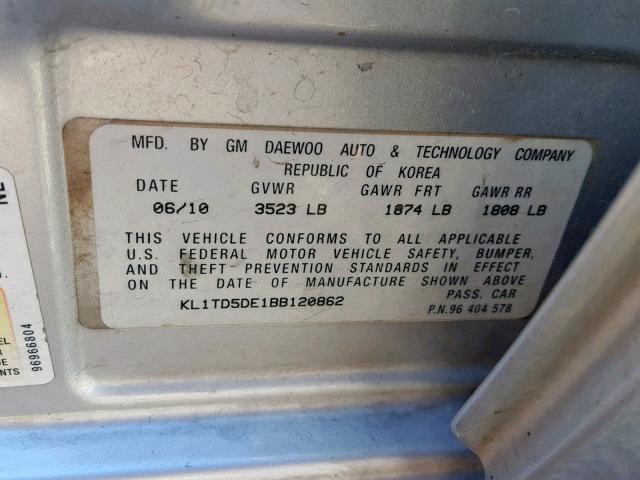 MFD. BY GM DAEWOO AUTO & TECHNOLOGY COMPANY
REPUBLIC OF KOREA
DATE GVWR GAWR FRT GAWR RR
06/10 3523 LB 1874 LB 1808 LB
THIS VEHICLE CONFORMS TO ALL APPLICABLE
U.S. FEDERAL MOTOR VEHICLE SAFETY, BUMPER,
AND THEFT PREVENTION STANDARDS IN EFFECT
ON THE DATE OF MANUFACTURE SHOWN ABOVE
KL1TD5DE1BB120862 PASS. CAR
P.N.96 404 578
96966804